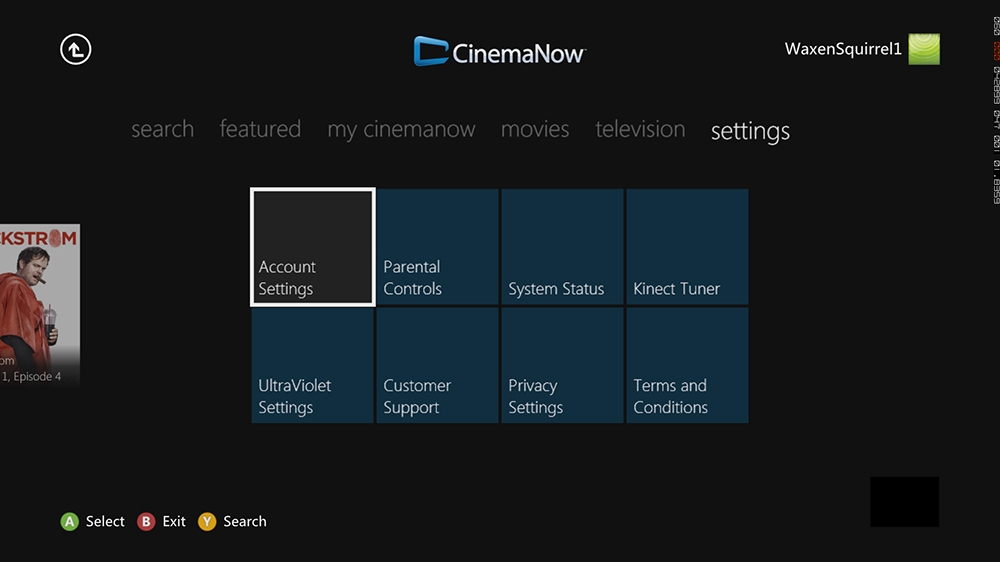 CinemaNow
WaxenSquirrel1
search featured my cinemanow movies television settings
CKSTROM
om
1, Episode 4
Account
Settings
Parental
Controls
System Status
Kinect Tuner
UltraViolet
Settings
Customer
Support
Privacy
Settings
Terms and
Conditions
A Select B Exit Y Search